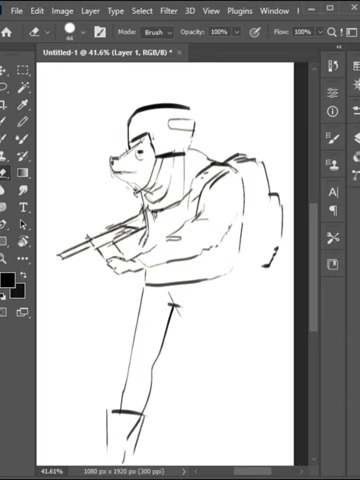 File Edit Image Layer Type Select Filter 3D View Plugins Window
44 Mode: Brush Opacity: 100% Flow: 100%
Untitled-1 @ 41.6% (Layer 1, RGB/8) * ×
41.61% 1080 px x 1920 px (300 ppi)